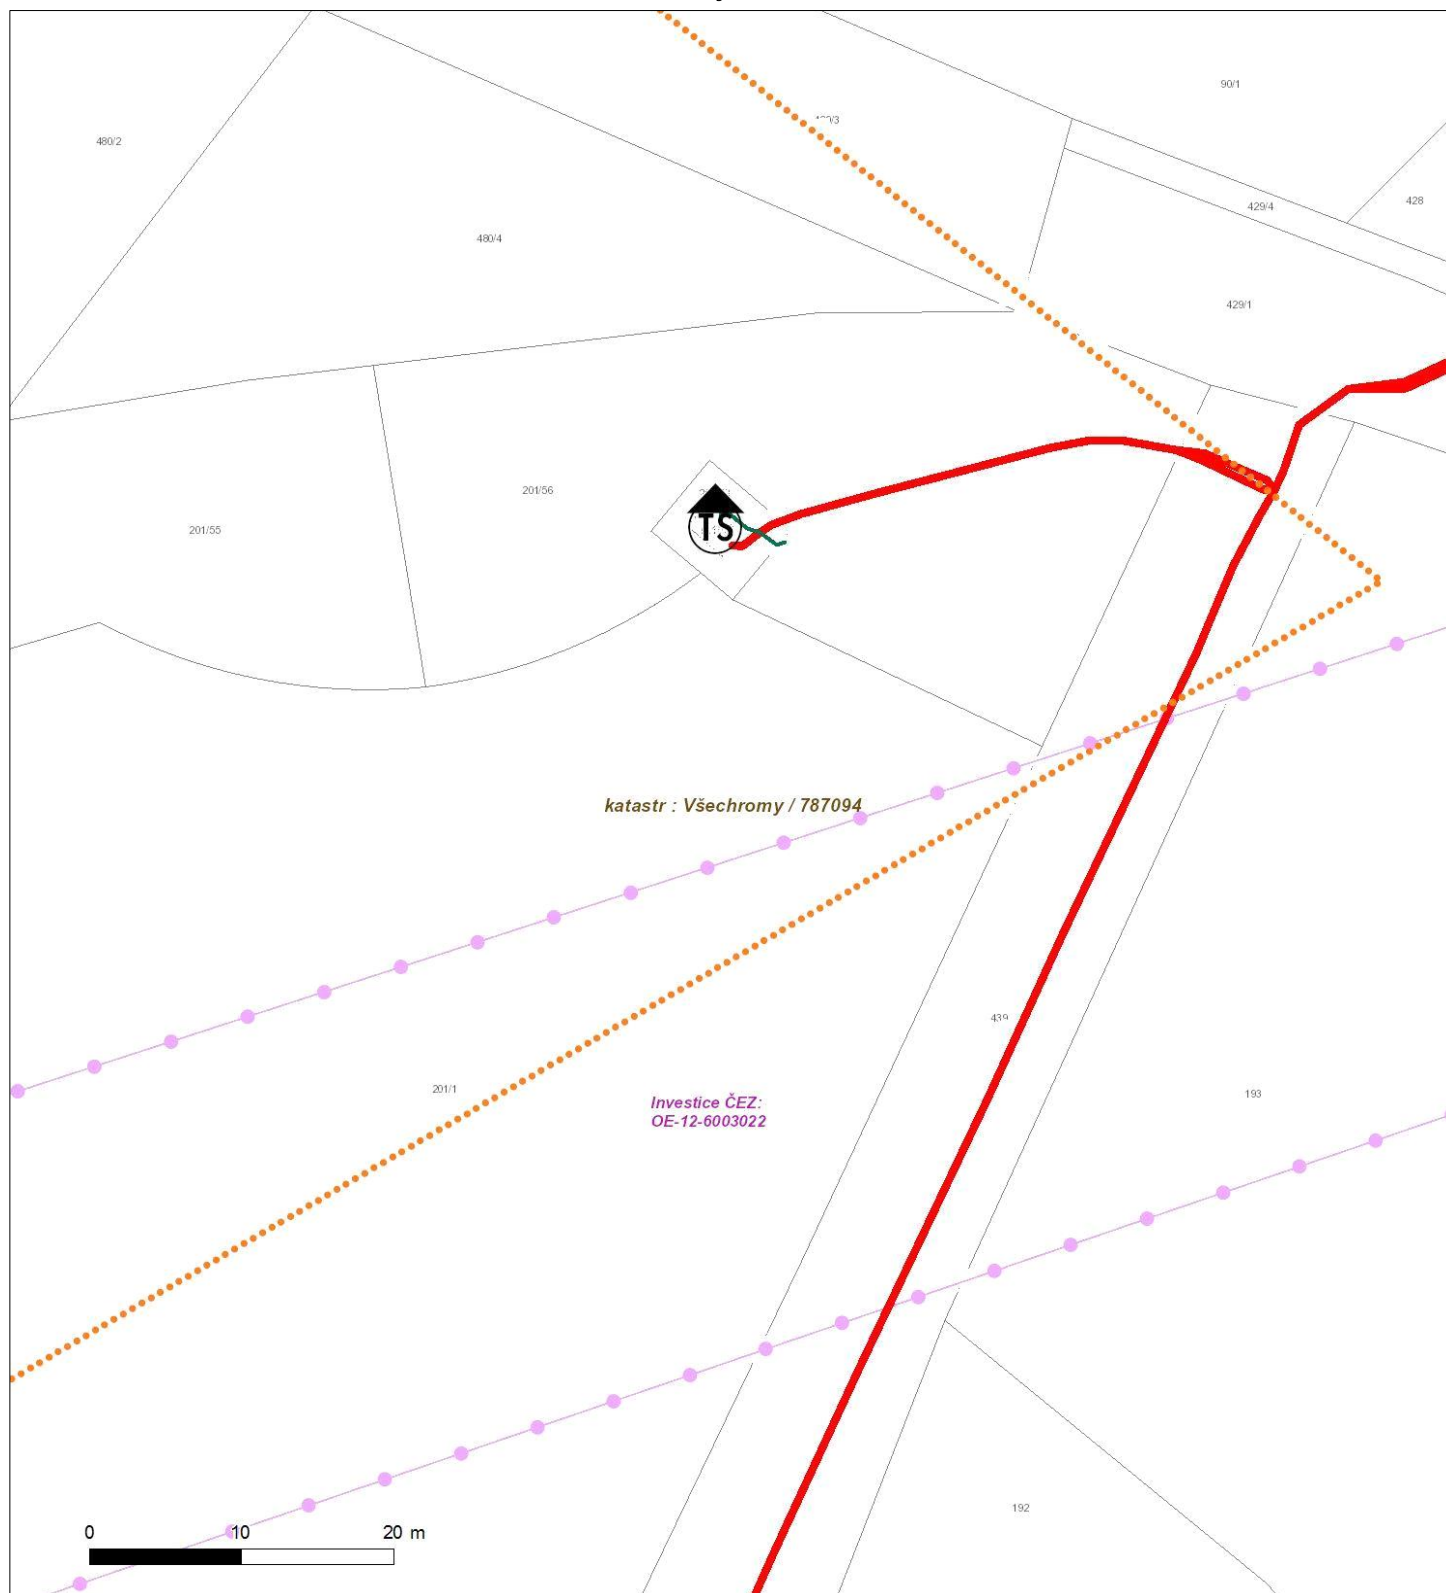 90/1
480/2
429/4
428
480/4
429/1
201/56
201/55
TS
katastr : Všechromy / 787094
439
201/1
193
Investice ČEZ:
OE-12-6003022
192
0 10 20 m